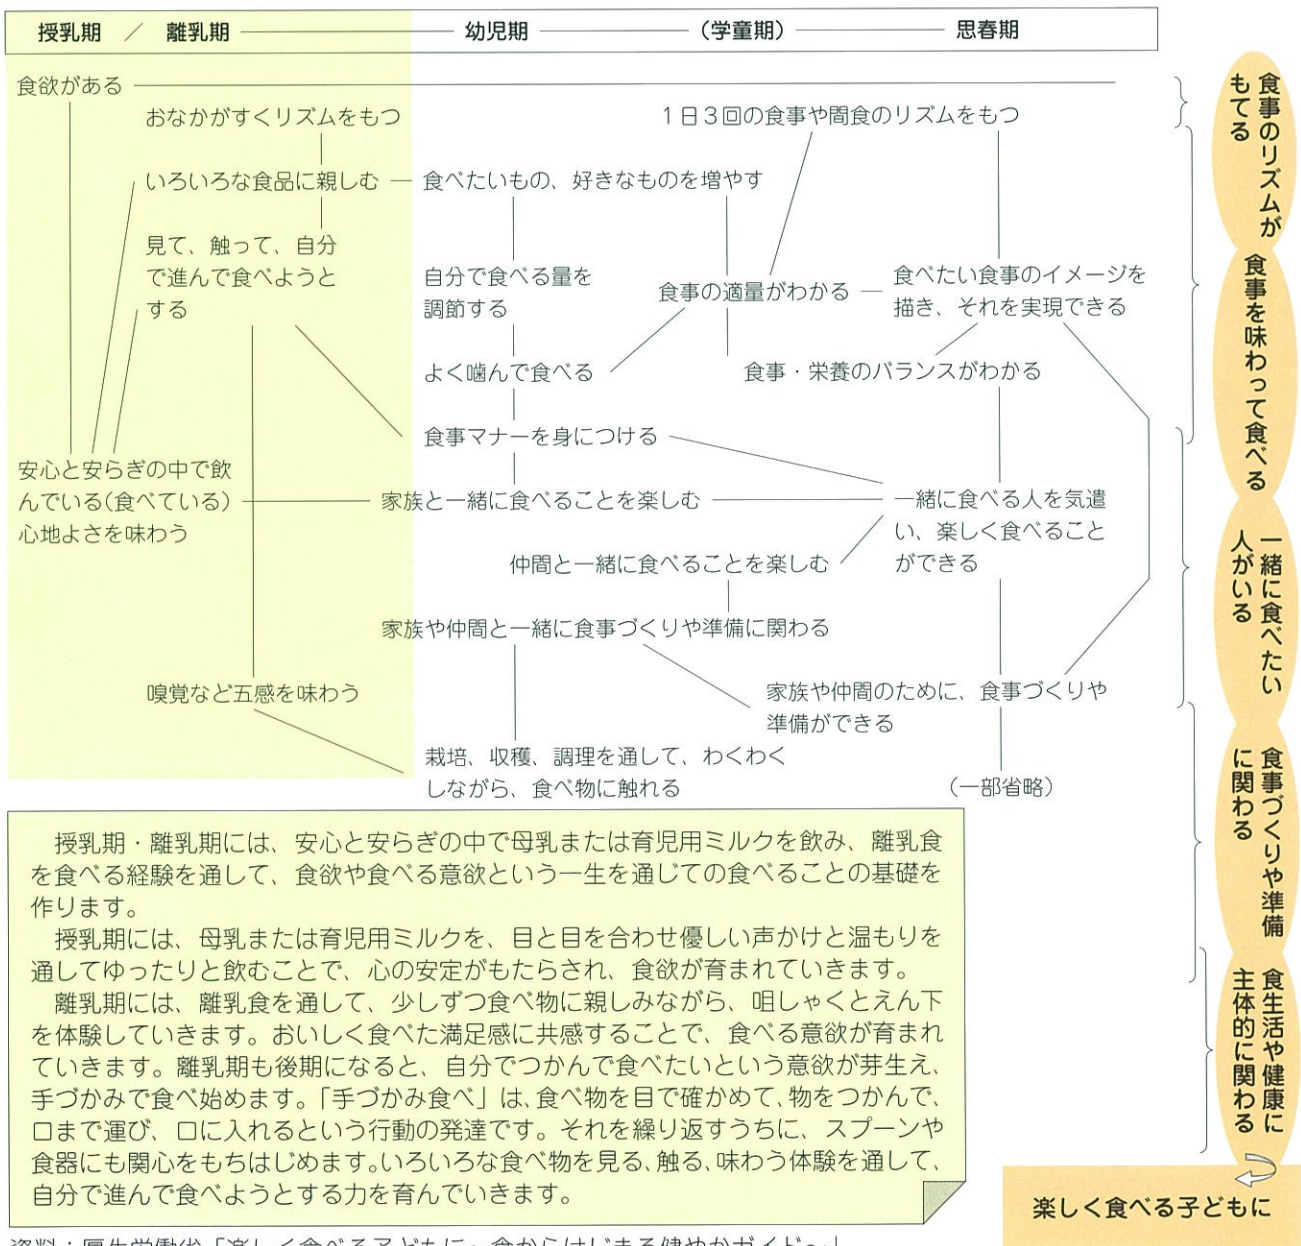 授乳期 ／ 離乳期 幼児期 （学童期） 思春期
食欲がある
おなかがすくリズムをもつ
１日３回の食事や間食のリズムをもつ
いろいろな食品に親しむ
食べたいもの、好きなものを増やす
見て、触って、自分
で進んで食べようと
する
自分で食べる量を
調節する
食事の適量がわかる
食べたい食事のイメージを
描き、それを実現できる
よく噛んで食べる
食事・栄養のバランスがわかる
食事マナーを身につける
安心と安らぎの中で飲
んでいる（食べている）
心地よさを味わう
家族と一緒に食べることを楽しむ
一緒に食べる人を気遣
い、楽しく食べること
ができる
仲間と一緒に食べることを楽しむ
家族や仲間と一緒に食事づくりや準備に関わる
嗅覚など五感を味わう
家族や仲間のために、食事づくりや
準備ができる
栽培、収穫、調理を通して、わくわく
しながら、食べ物に触れる
（一部省略）
食事のリズムが
もてる
食事を味わって食べる
一緒に食べたい
人がいる
食事づくりや準備
に関わる
食生活や健康に
主体的に関わる
楽しく食べる子どもに
授乳期・離乳期には、安心と安らぎの中で母乳または育児用ミルクを飲み、離乳食
を食べる経験を通して、食欲や食べる意欲という一生を通じての食べることの基礎を
作ります。
授乳期には、母乳または育児用ミルクを、目と目を合わせ優しい声かけと温もりを
通してゆったりと飲むことで、心の安定がもたらされ、食欲が育まれていきます。
離乳期には、離乳食を通して、少しずつ食べ物に親しみながら、咀しゃくとえん下
を体験していきます。おいしく食べた満足感に共感することで、食べる意欲が育まれ
ていきます。離乳期も後期になると、自分でつかんで食べたいという意欲が芽生え、
手づかみで食べ始めます。「手づかみ食べ」は、食べ物を目で確かめて、物をつかんで、
口まで運び、口に入れるという行動の発達です。それを繰り返すうちに、スプーンや
食器にも関心をもちはじめます。いろいろな食べ物を見る、触る、味わう体験を通して、
自分で進んで食べようとする力を育んでいきます。
資料：厚生労働省「楽しく食べる子どもに～食からはじまる健やかガイド～」